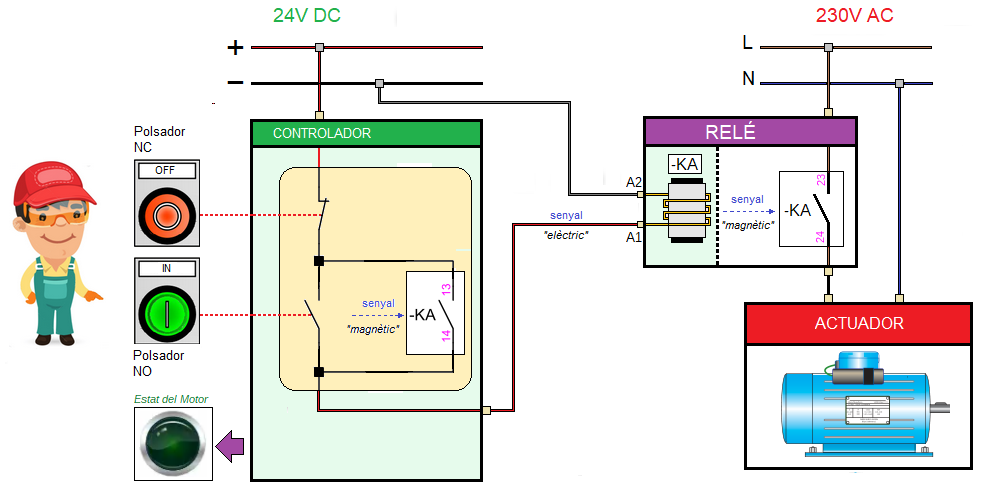 24V DC
230V AC
+
−
L
N
Polsador
NC
OFF
IN
Polsador
NO
Estat del Motor
CONTROLADOR
13
-KA
14
senyal
"magnètic"
senyal
"elèctric"
RELÉ
-KA
A2
A1
senyal
"magnètic"
23
-KA
24
ACTUADOR